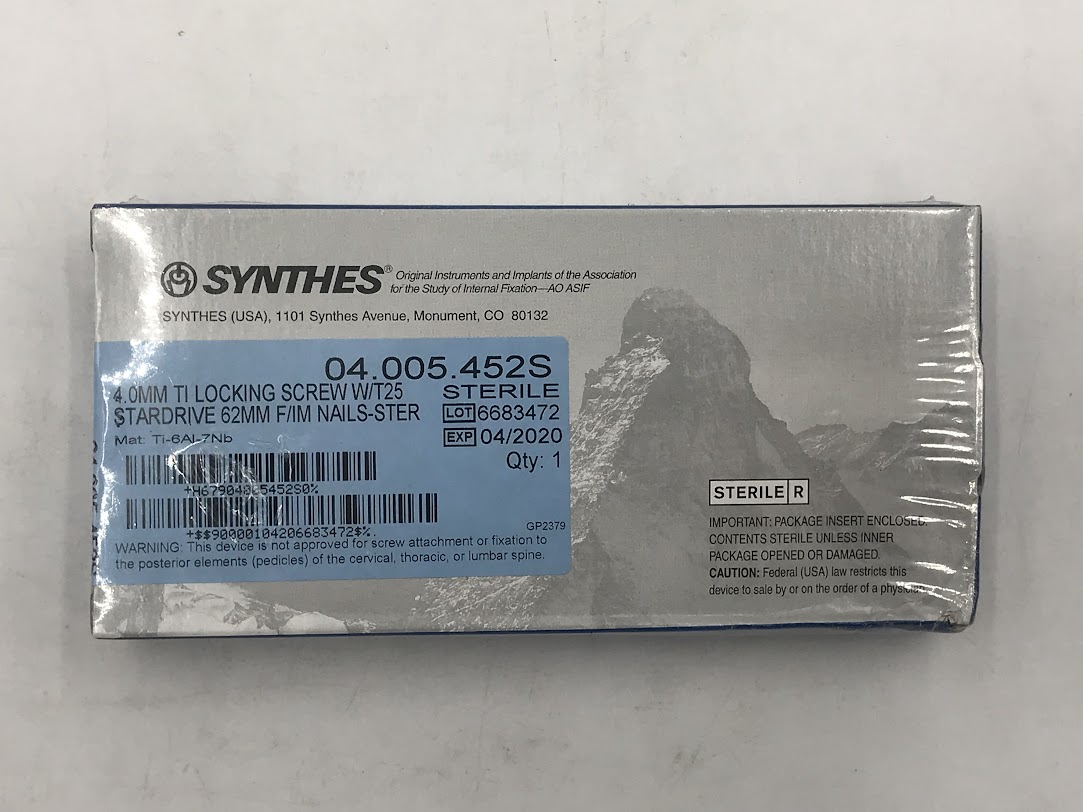 SYNTHES® Original Instruments and Implants of the Association
for the Study of Internal Fixation—AO ASIF
SYNTHES (USA), 1101 Synthes Avenue, Monument, CO 80132
04.005.452S
4.0MM TI LOCKING SCREW W/T25 STERILE
STARDRIVE 62MM F/IM NAILS-STER LOT 6683472
Mat: Ti-6Al-7Nb EXP 04/2020
Qty: 1
+H67904005452S0%
+$$90000104206683472$%.
GP2379
WARNING: This device is not approved for screw attachment or fixation to
the posterior elements (pedicles) of the cervical, thoracic, or lumbar spine.
STERILE R
IMPORTANT: PACKAGE INSERT ENCLOSED.
CONTENTS STERILE UNLESS INNER
PACKAGE OPENED OR DAMAGED.
CAUTION: Federal (USA) law restricts this
device to sale by or on the order of a physician.